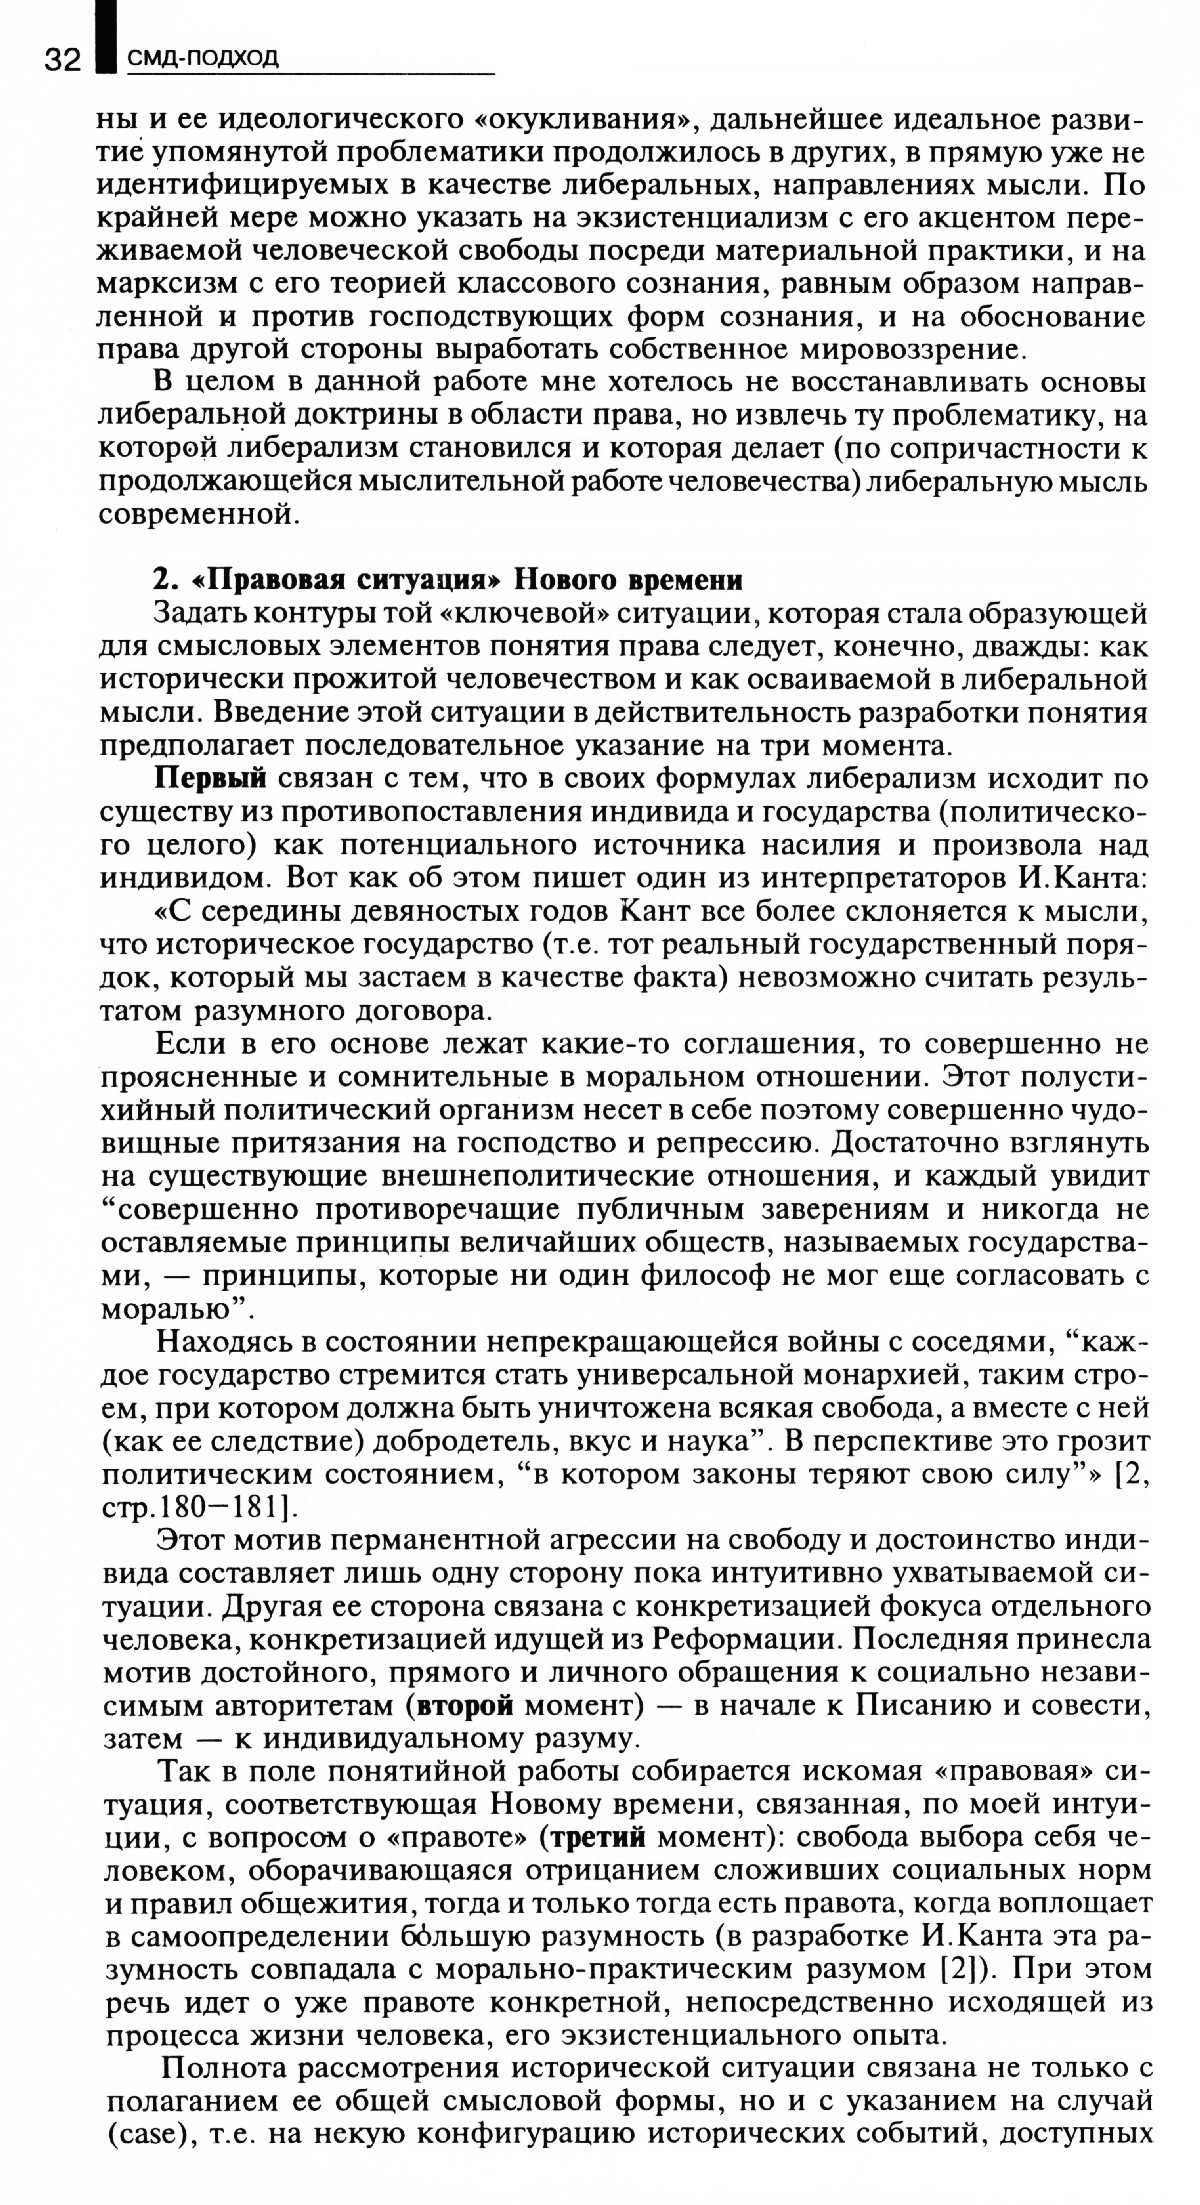 32 СМД-ПОДХОД
ны и ее идеологического «окукливания», дальнейшее идеальное разви-
тие упомянутой проблематики продолжилось в других, в прямую уже не
идентифицируемых в качестве либеральных, направлениях мысли. По
крайней мере можно указать на экзистенциализм с его акцентом пере-
живаемой человеческой свободы посреди материальной практики, и на
марксизм с его теорией классового сознания, равным образом направ-
ленной и против господствующих форм сознания, и на обоснование
права другой стороны выработать собственное мировоззрение.
В целом в данной работе мне хотелось не восстанавливать основы
либеральной доктрины в области права, но извлечь ту проблематику, на
которой либерализм становился и которая делает (по сопричастности к
продолжающейся мыслительной работе человечества) либеральную мысль
современной.
2. «Правовая ситуация» Нового времени
Задать контуры той «ключевой» ситуации, которая стала образующей
для смысловых элементов понятия права следует, конечно, дважды: как
исторически прожитой человечеством и как осваиваемой в либеральной
мысли. Введение этой ситуации в действительность разработки понятия
предполагает последовательное указание на три момента.
Первый связан с тем, что в своих формулах либерализм исходит по
существу из противопоставления индивида и государства (политическо-
го целого) как потенциального источника насилия и произвола над
индивидом. Вот как об этом пишет один из интерпретаторов И.Канта:
«С середины девяностых годов Кант все более склоняется к мысли,
что историческое государство (т.е. тот реальный государственный поря-
док, который мы застаем в качестве факта) невозможно считать резуль-
татом разумного договора.
Если в его основе лежат какие-то соглашения, то совершенно не
проясненные и сомнительные в моральном отношении. Этот полусти-
хийный политический организм несет в себе поэтому совершенно чудо-
вищные притязания на господство и репрессию. Достаточно взглянуть
на существующие внешнеполитические отношения, и каждый увидит
“совершенно противоречащие публичным заверениям и никогда не
оставляемые принципы величайших обществ, называемых государства-
ми, — принципы, которые ни один философ не мог еще согласовать с
моралью”.
Находясь в состоянии непрекращающейся войны с соседями, “каж-
дое государство стремится стать универсальной монархией, таким стро-
ем, при котором должна быть уничтожена всякая свобода, а вместе с ней
(как ее следствие) добродетель, вкус и наука”. В перспективе это грозит
политическим состоянием, “в котором законы теряют свою силу”» [2,
стр.180—181].
Этот мотив перманентной агрессии на свободу и достоинство инди-
вида составляет лишь одну сторону пока интуитивно ухватываемой си-
туации. Другая ее сторона связана с конкретизацией фокуса отдельного
человека, конкретизацией идущей из Реформации. Последняя принесла
мотив достойного, прямого и личного обращения к социально незави-
симым авторитетам (второй момент) — в начале к Писанию и совести,
затем — к индивидуальному разуму.
Так в поле понятийной работы собирается искомая «правовая» си-
туация, соответствующая Новому времени, связанная, по моей интуи-
ции, с вопросом о «правоте» (третий момент): свобода выбора себя че-
ловеком, оборачивающаяся отрицанием сложивших социальных норм
и правил общежития, тогда и только тогда есть правота, когда воплощает
в самоопределении бо́льшую разумность (в разработке И.Канта эта ра-
зумность совпадала с морально-практическим разумом [2]). При этом
речь идет о уже правоте конкретной, непосредственно исходящей из
процесса жизни человека, его экзистенциального опыта.
Полнота рассмотрения исторической ситуации связана не только с
полаганием ее общей смысловой формы, но и с указанием на случай
(case), т.е. на некую конфигурацию исторических событий, доступных